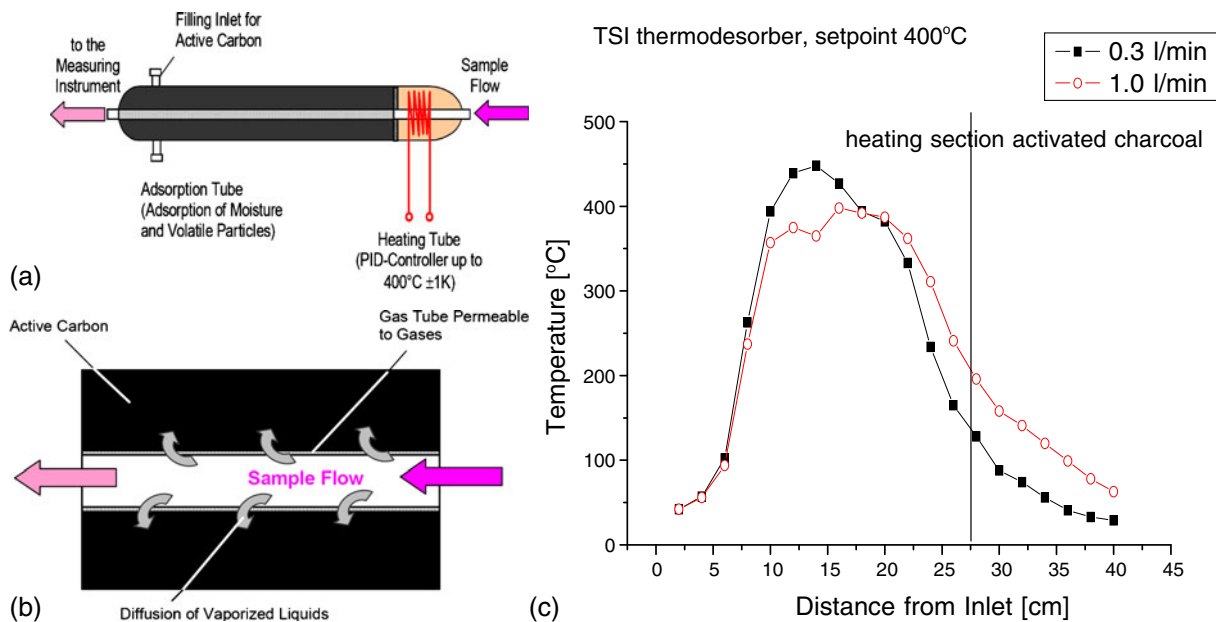 Filling Inlet for
Active Carbon
to the
Measuring
Instrument
Sample
Flow
Adsorption Tube
(Adsorption of Moisture
and Volatile Particles)
Heating Tube
(PID-Controller up to
400°C ±1K)
(a)
Active Carbon
Gas Tube Permeable
to Gases
Sample Flow
Diffusion of Vaporized Liquids
(b)
TSI thermodesorber, setpoint 400°C
0.3 l/min
1.0 l/min
heating section activated charcoal
Temperature [°C]
500
400
300
200
100
0
0 5 10 15 20 25 30 35 40 45
Distance from Inlet [cm]
(c)